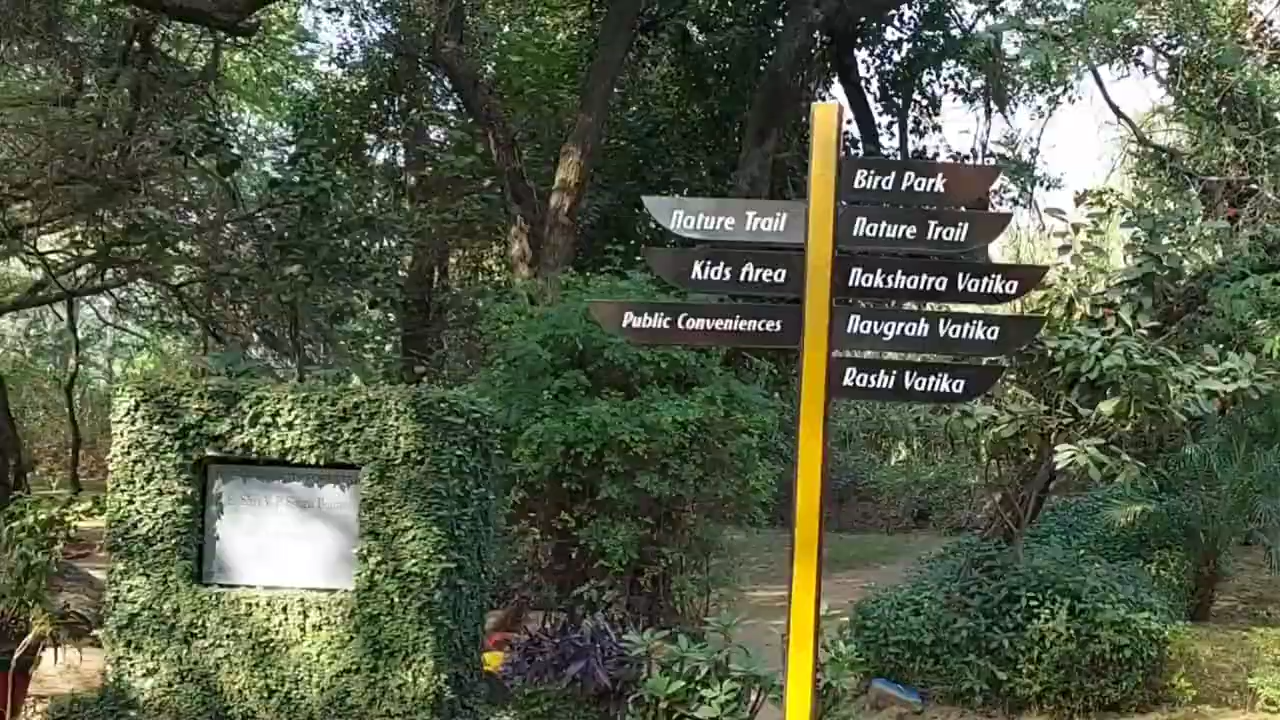 Bird Park
Nature Trail
Nature Trail
Kids Area
Nakshatra Vatika
Public Conveniences
Navgrah Vatika
Rashi Vatika